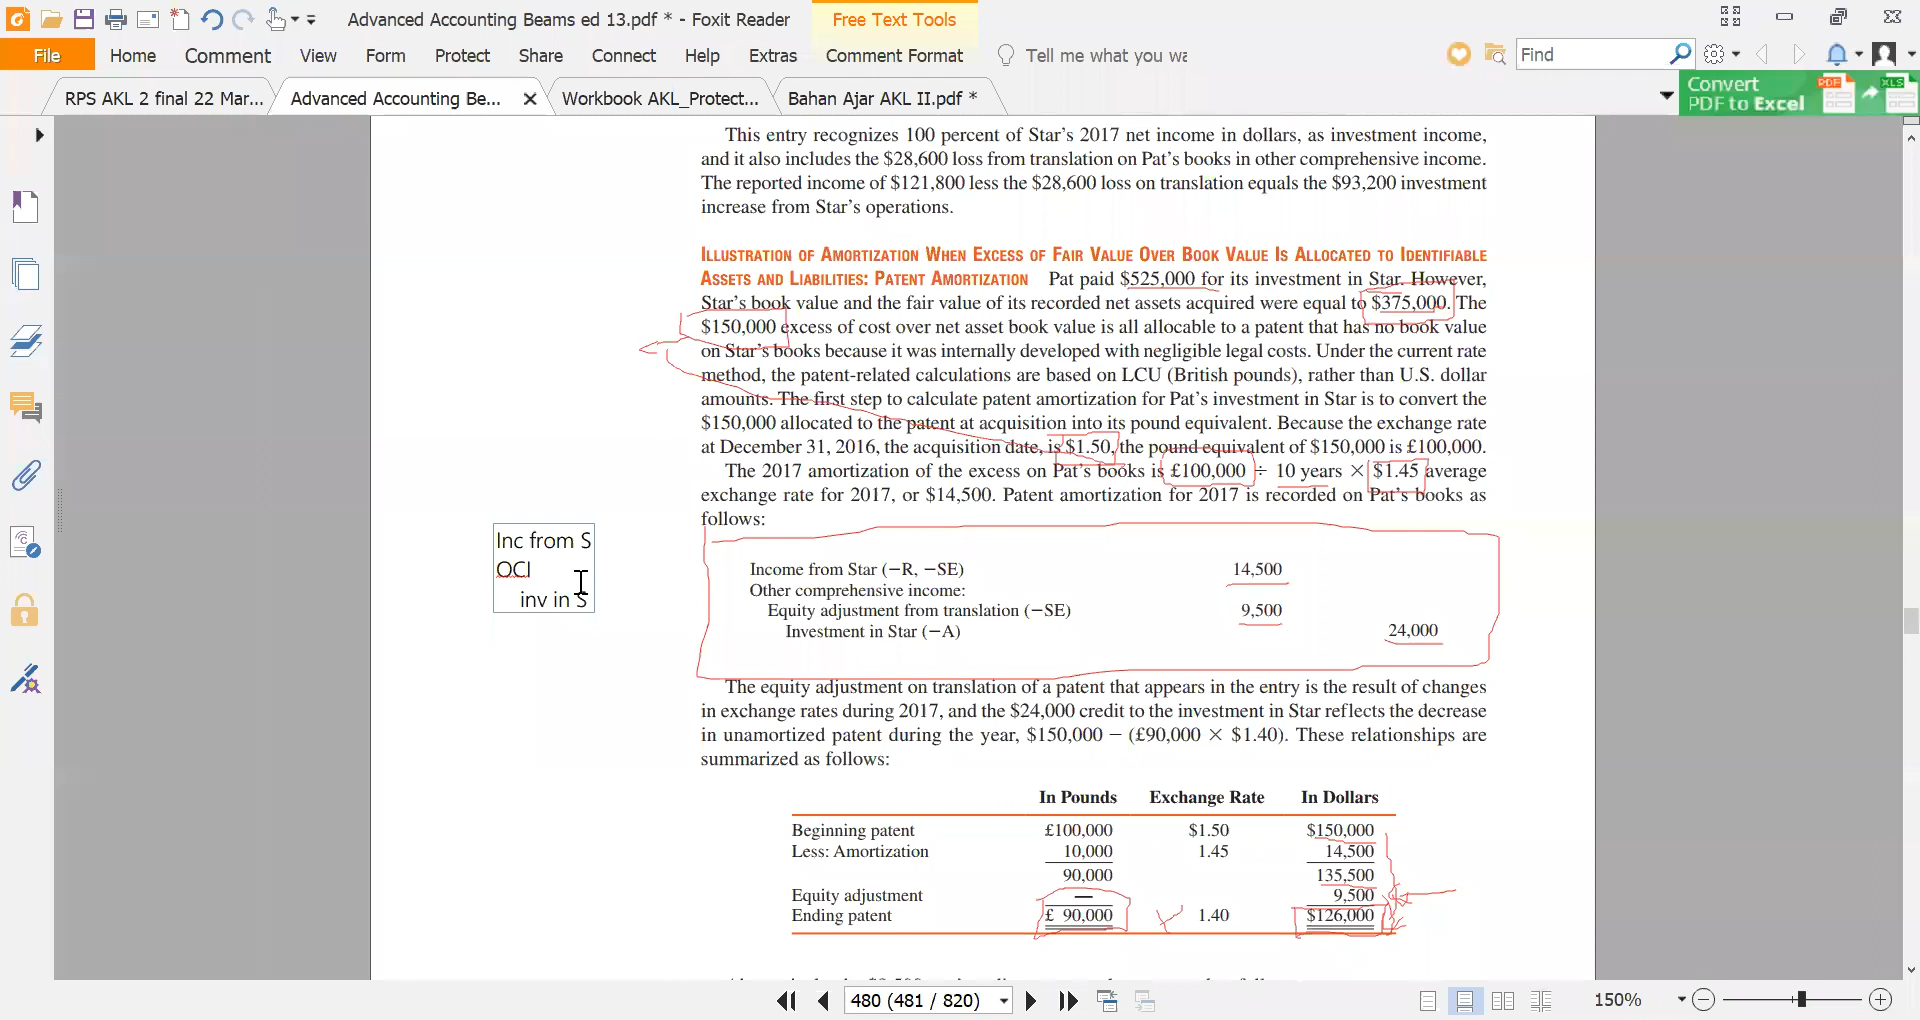 Advanced Accounting Beams ed 13.pdf * - Foxit Reader
Free Text Tools
File Home Comment View Form Protect Share Connect Help Extras Comment Format Tell me what you wa Find
RPS AKL 2 final 22 Mar... Advanced Accounting Be... Workbook AKL_Protect... Bahan Ajar AKL II.pdf *
Convert
PDF to Excel
PDF XLS
This entry recognizes 100 percent of Star's 2017 net income in dollars, as investment income,
and it also includes the $28,600 loss from translation on Pat's books in other comprehensive income.
The reported income of $121,800 less the $28,600 loss on translation equals the $93,200 investment
increase from Star's operations.
ILLUSTRATION OF AMORTIZATION WHEN EXCESS OF FAIR VALUE OVER BOOK VALUE IS ALLOCATED TO IDENTIFIABLE
ASSETS AND LIABILITIES: PATENT AMORTIZATION Pat paid $525,000 for its investment in Star. However,
Star's book value and the fair value of its recorded net assets acquired were equal to $375,000. The
$150,000 excess of cost over net asset book value is all allocable to a patent that has no book value
on Star's books because it was internally developed with negligible legal costs. Under the current rate
method, the patent-related calculations are based on LCU (British pounds), rather than U.S. dollar
amounts. The first step to calculate patent amortization for Pat's investment in Star is to convert the
$150,000 allocated to the patent at acquisition into its pound equivalent. Because the exchange rate
at December 31, 2016, the acquisition date, is $1.50, the pound equivalent of $150,000 is £100,000.
The 2017 amortization of the excess on Pat's books is £100,000 ÷ 10 years × $1.45 average
exchange rate for 2017, or $14,500. Patent amortization for 2017 is recorded on Pat's books as
follows:
Inc from S
OCI
inv in S
Income from Star (−R, −SE) 14,500
Other comprehensive income:
Equity adjustment from translation (−SE) 9,500
Investment in Star (−A) 24,000
The equity adjustment on translation of a patent that appears in the entry is the result of changes
in exchange rates during 2017, and the $24,000 credit to the investment in Star reflects the decrease
in unamortized patent during the year, $150,000 − (£90,000 × $1.40). These relationships are
summarized as follows:
In Pounds Exchange Rate In Dollars
Beginning patent £100,000 $1.50 $150,000
Less: Amortization 10,000 1.45 14,500
90,000 135,500
Equity adjustment — 9,500
Ending patent £ 90,000 1.40 $126,000
480 (481 / 820)
150%